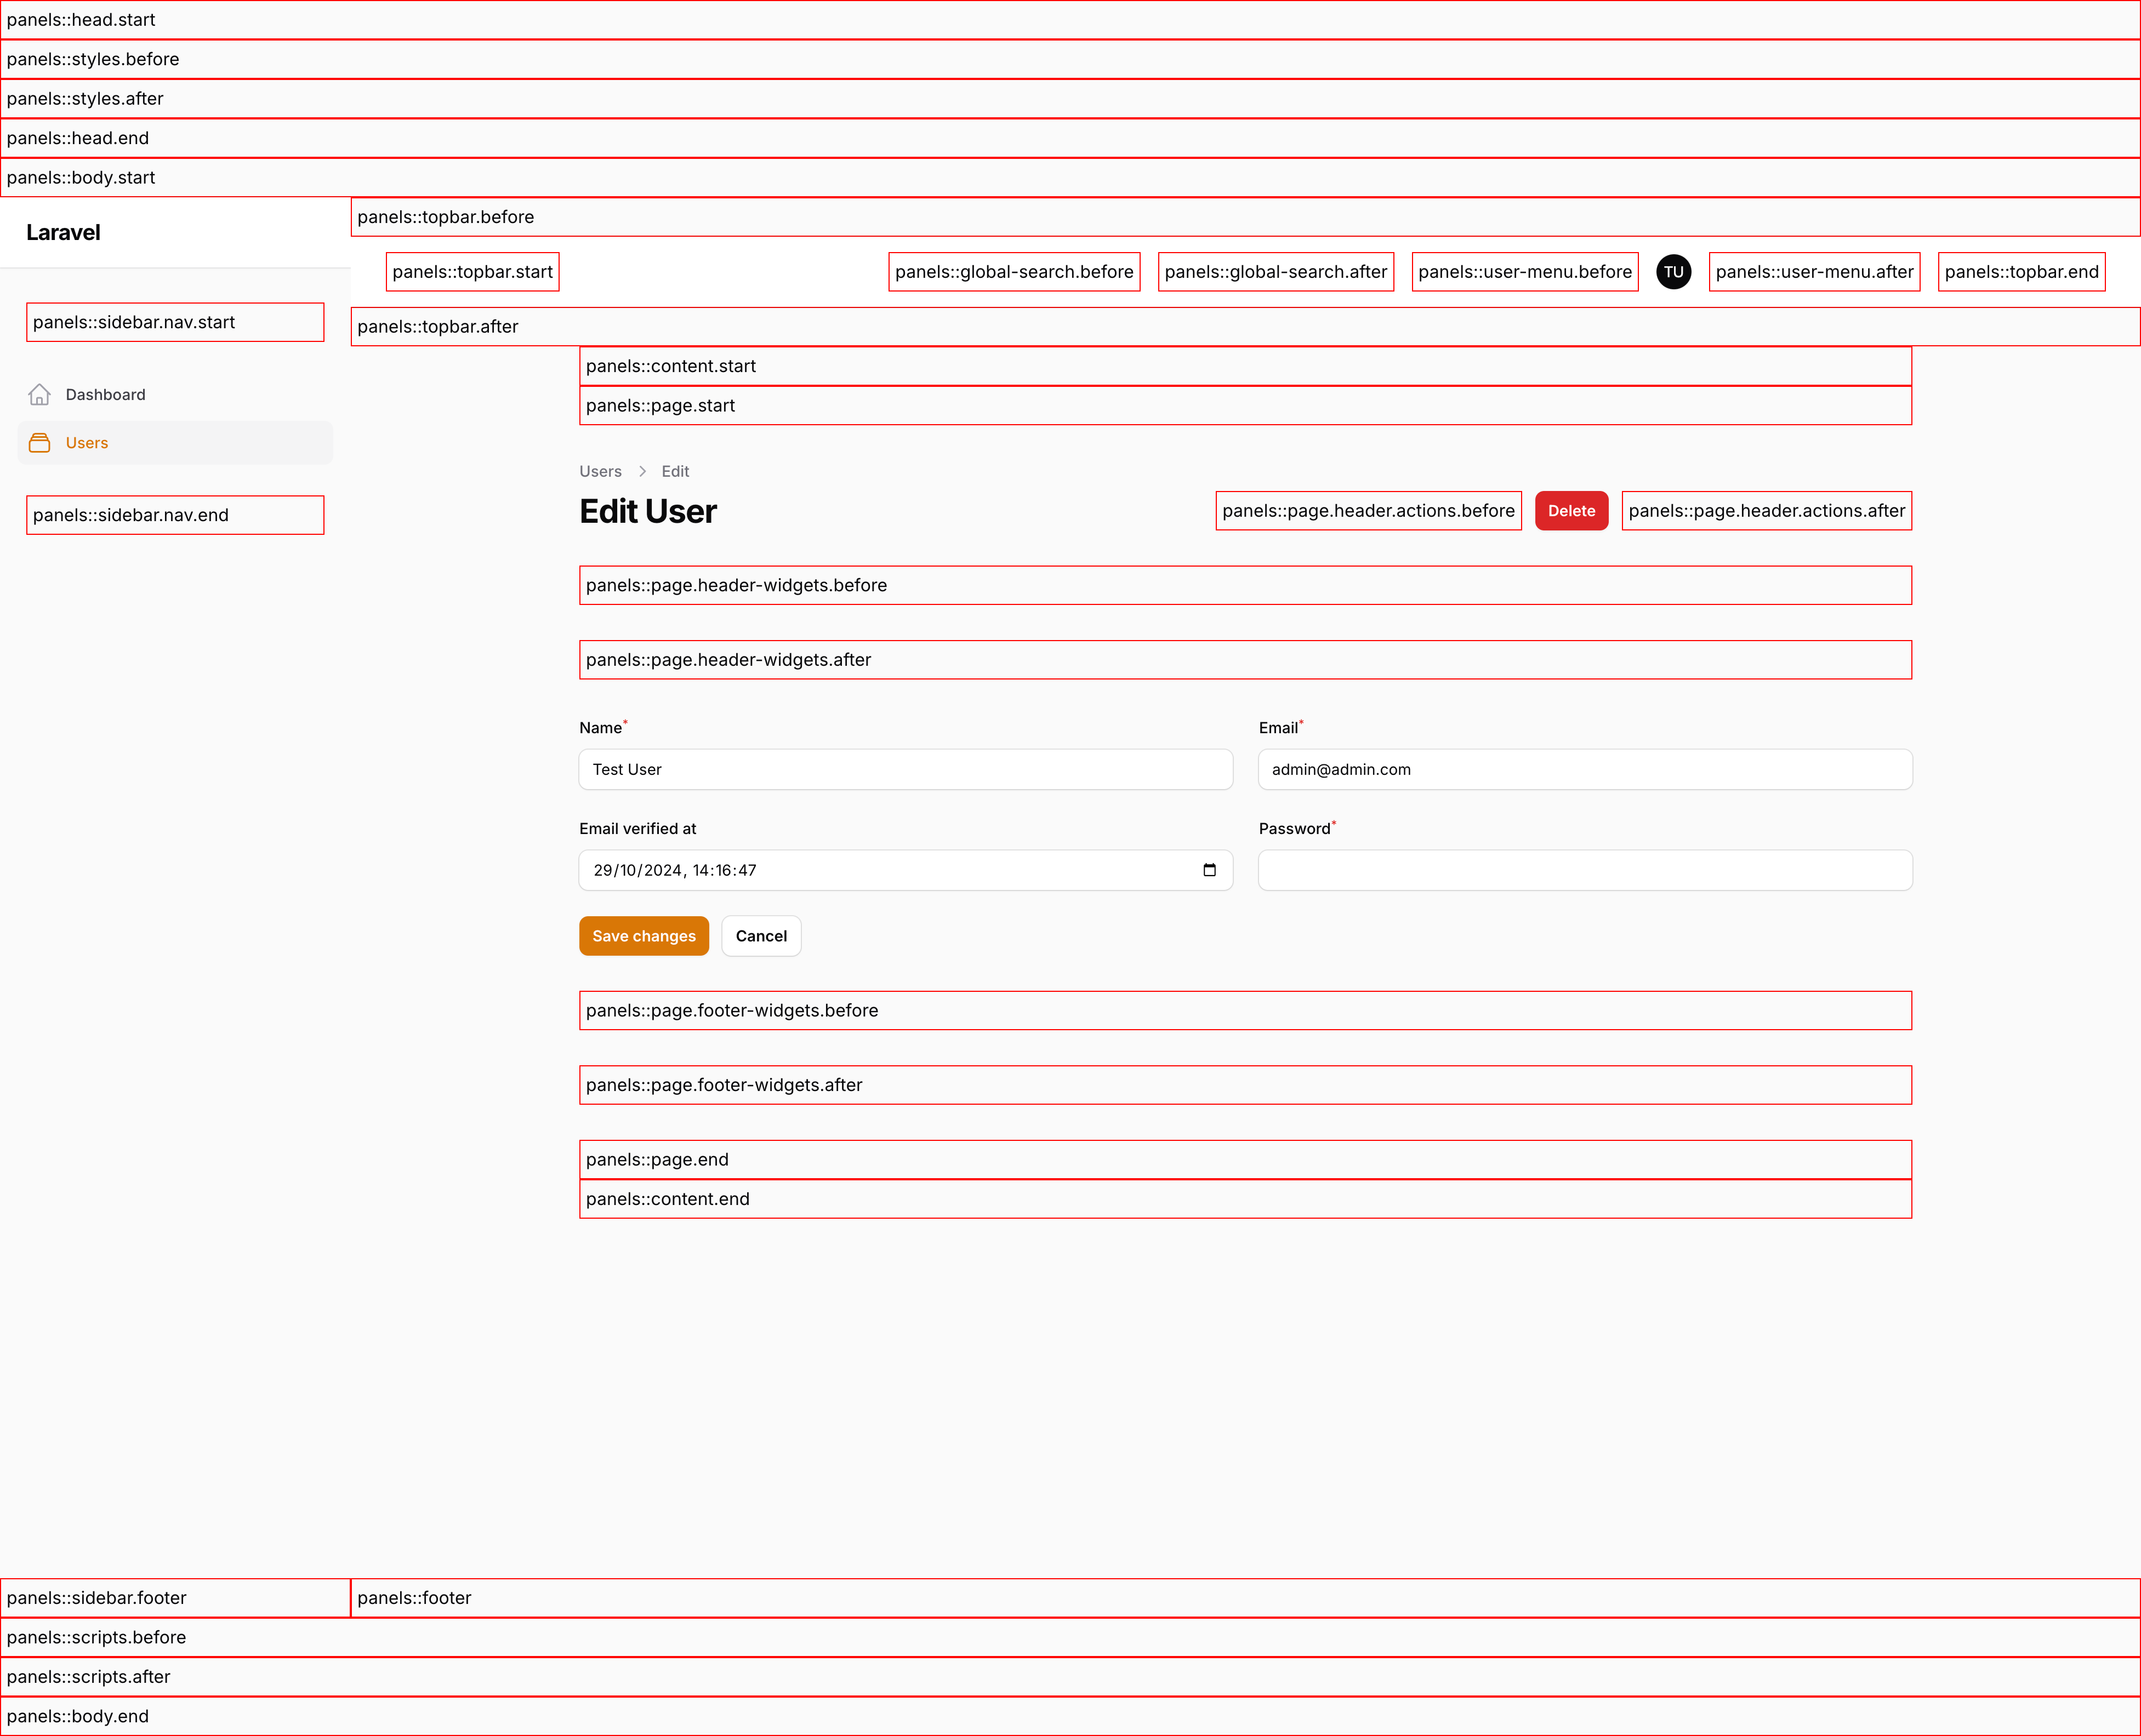 panels::head.start
panels::styles.before
panels::styles.after
panels::head.end
panels::body.start
Laravel
panels::topbar.before
panels::topbar.start
panels::global-search.before
panels::global-search.after
panels::user-menu.before
TU
panels::user-menu.after
panels::topbar.end
panels::sidebar.nav.start
panels::topbar.after
Dashboard
Users
panels::sidebar.nav.end
panels::content.start
panels::page.start
Users > Edit
Edit User
panels::page.header.actions.before
Delete
panels::page.header.actions.after
panels::page.header-widgets.before
panels::page.header-widgets.after
Name*
Email*
Test User
admin@admin.com
Email verified at
Password*
29/10/2024, 14:16:47
Save changes
Cancel
panels::page.footer-widgets.before
panels::page.footer-widgets.after
panels::page.end
panels::content.end
panels::sidebar.footer
panels::footer
panels::scripts.before
panels::scripts.after
panels::body.end